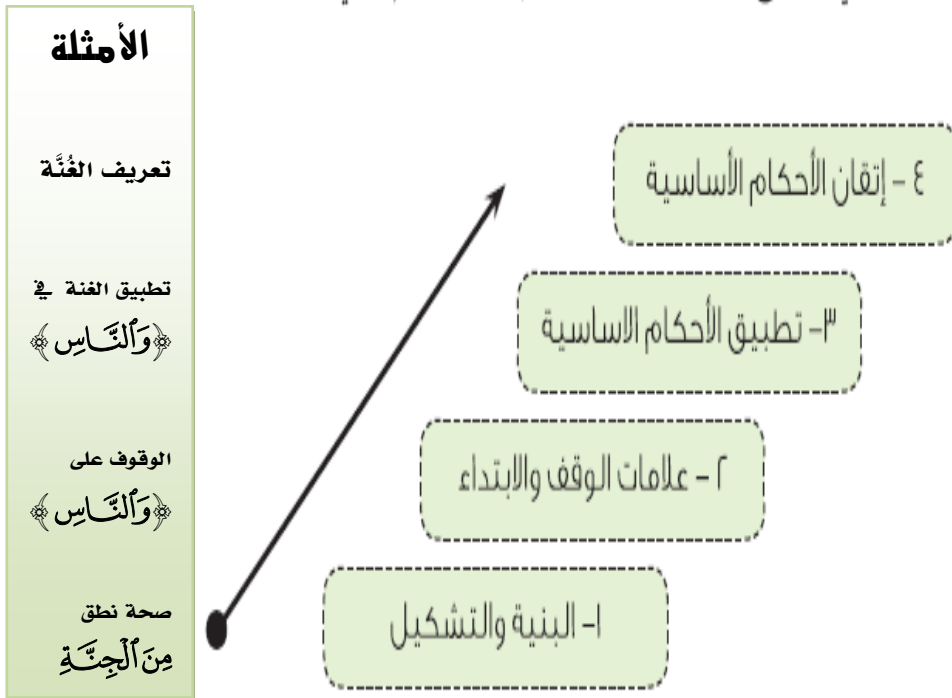 ٤ – إتقان الأحكام الأساسية
٣- تطبيق الأحكام الاساسية
٢ – علامات الوقف والابتداء
١- البنية والتشكيل
الأمثلة
تعريف الغُنَّة
تطبيق الغنة في
﴿وَٱلنَّاسِ﴾
الوقوف على
﴿وَٱلنَّاسِ﴾
صحة نطق
مِنَ ٱلْجِنَّةِ